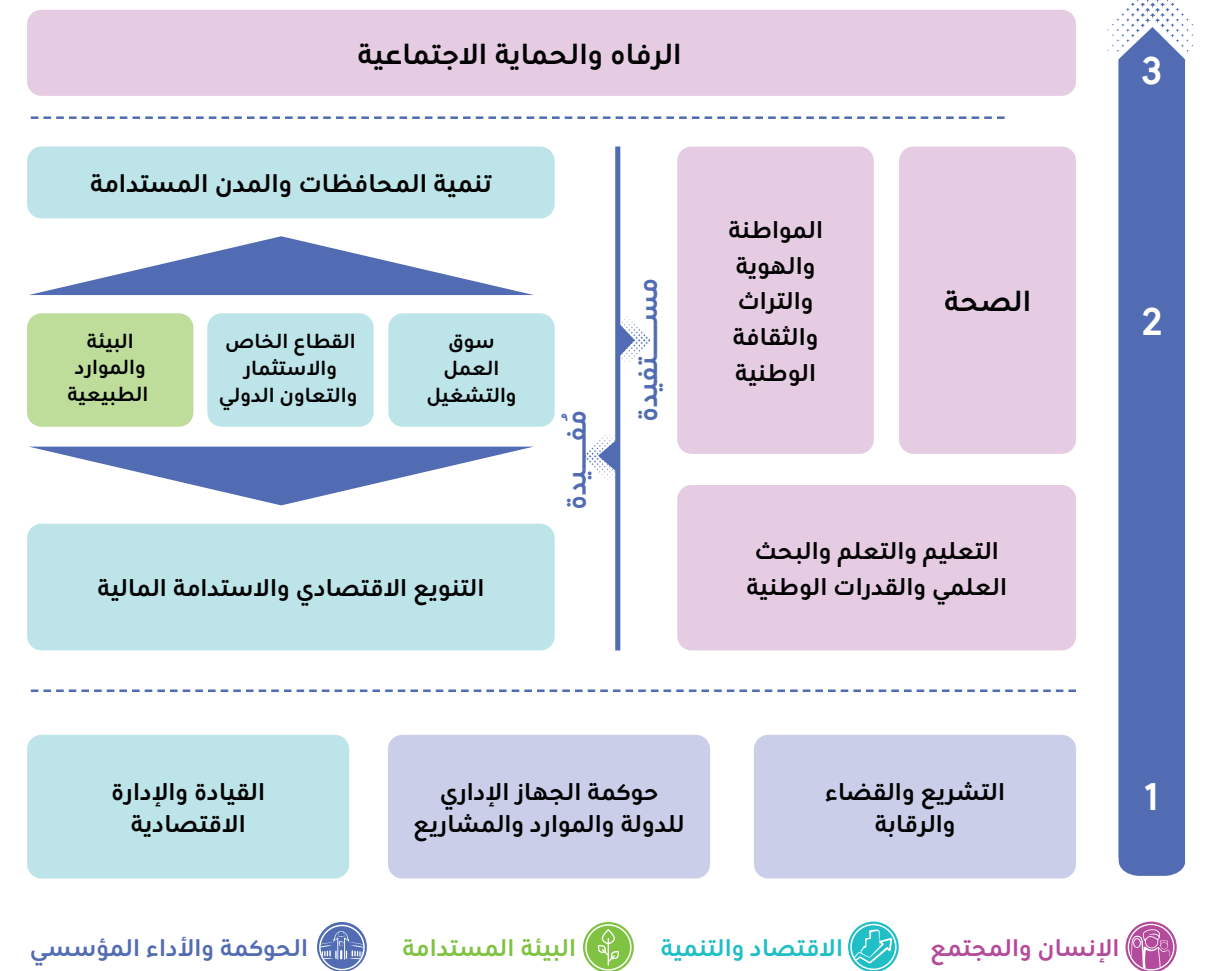 الرفاه والحماية الاجتماعية
3
الصحة
المواطنة
والهوية
والتراث
والثقافة
الوطنية
2
التعليم والتعلم والبحث
العلمي والقدرات الوطنية
مســتفيدة
مُفــيدة
تنمية المحافظات والمدن المستدامة
سوق
العمل
والتشغيل
القطاع الخاص
والاستثمار
والتعاون الدولي
البيئة
والموارد
الطبيعية
التنويع الاقتصادي والاستدامة المالية
التشريع والقضاء
والرقابة
حوكمة الجهاز الإداري
للدولة والموارد والمشاريع
القيادة والإدارة
الاقتصادية
1
الإنسان والمجتمع
الاقتصاد والتنمية
البيئة المستدامة
الحوكمة والأداء المؤسسي